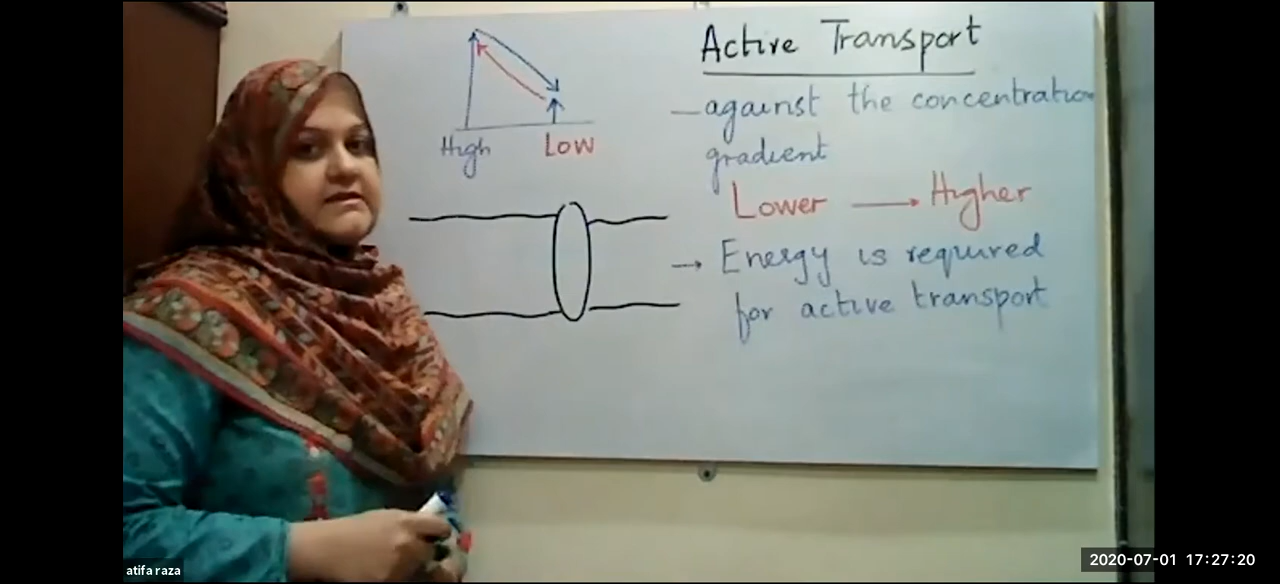 Active Transport
High Low
— against the concentration
gradient
Lower → Higher
→ Energy is required
for active transport
atifa raza
2020-07-01 17:27:20